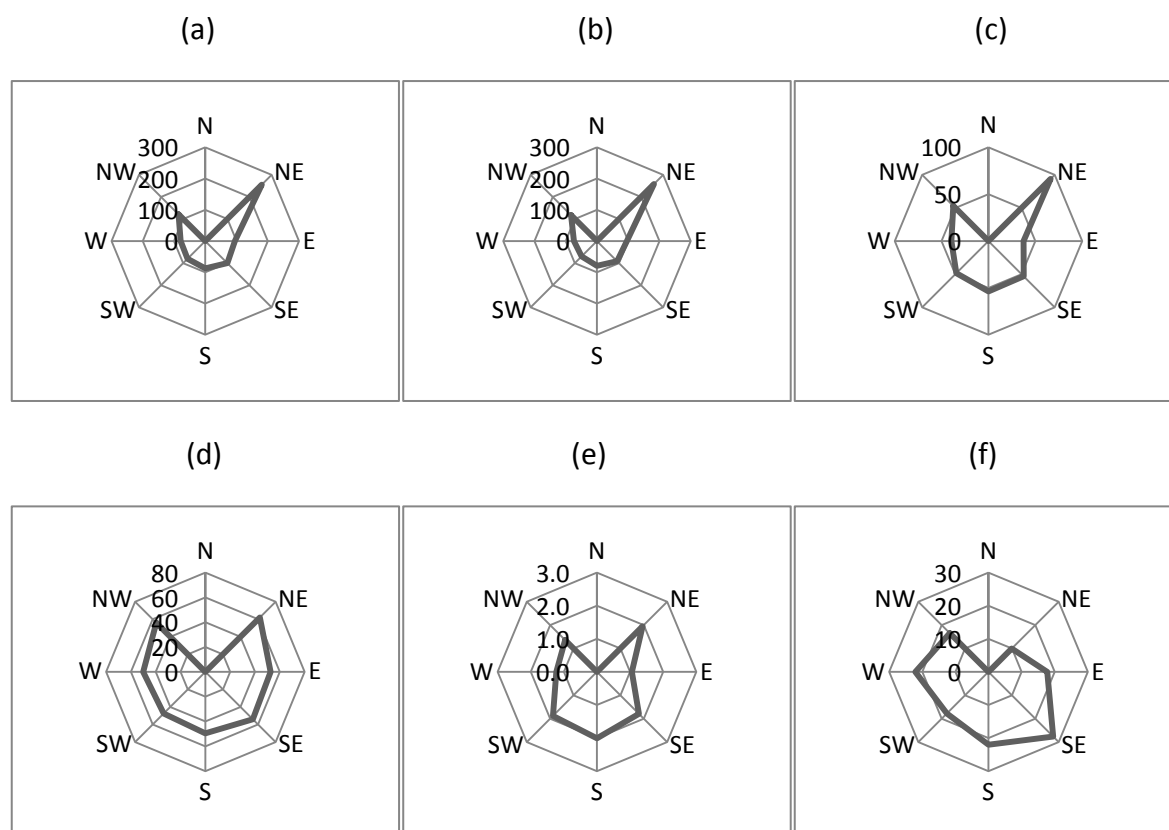 (a) (b) (c)
N N N
300 300 100
NW NE NW NE NW NE
200 200
50
100 100
W 0 E W 0 E W 0 E
SW SE SW SE SW SE
S S S
(d) (e) (f)
N N N
80 3.0 30
NW NE NW NE NW NE
60 2.0 20
40
1.0 10
20
W 0 E W 0.0 E W 0 E
SW SE SW SE SW SE
S S S